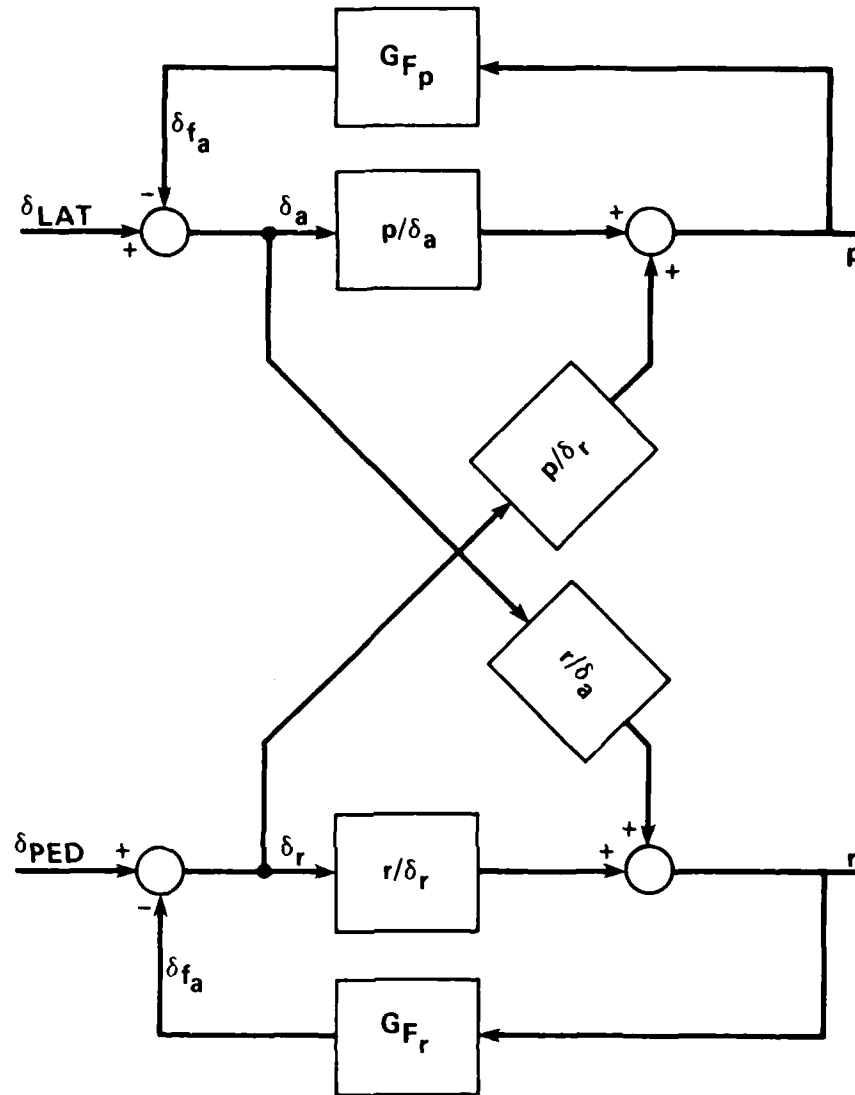 G_Fp
δ_fa
-
δ_LAT
+
δ_a
p/δ_a
+
+
p
p/δ_r
r/δ_a
+
δ_PED
+
δ_r
r/δ_r
+
r
-
δ_fa
G_Fr